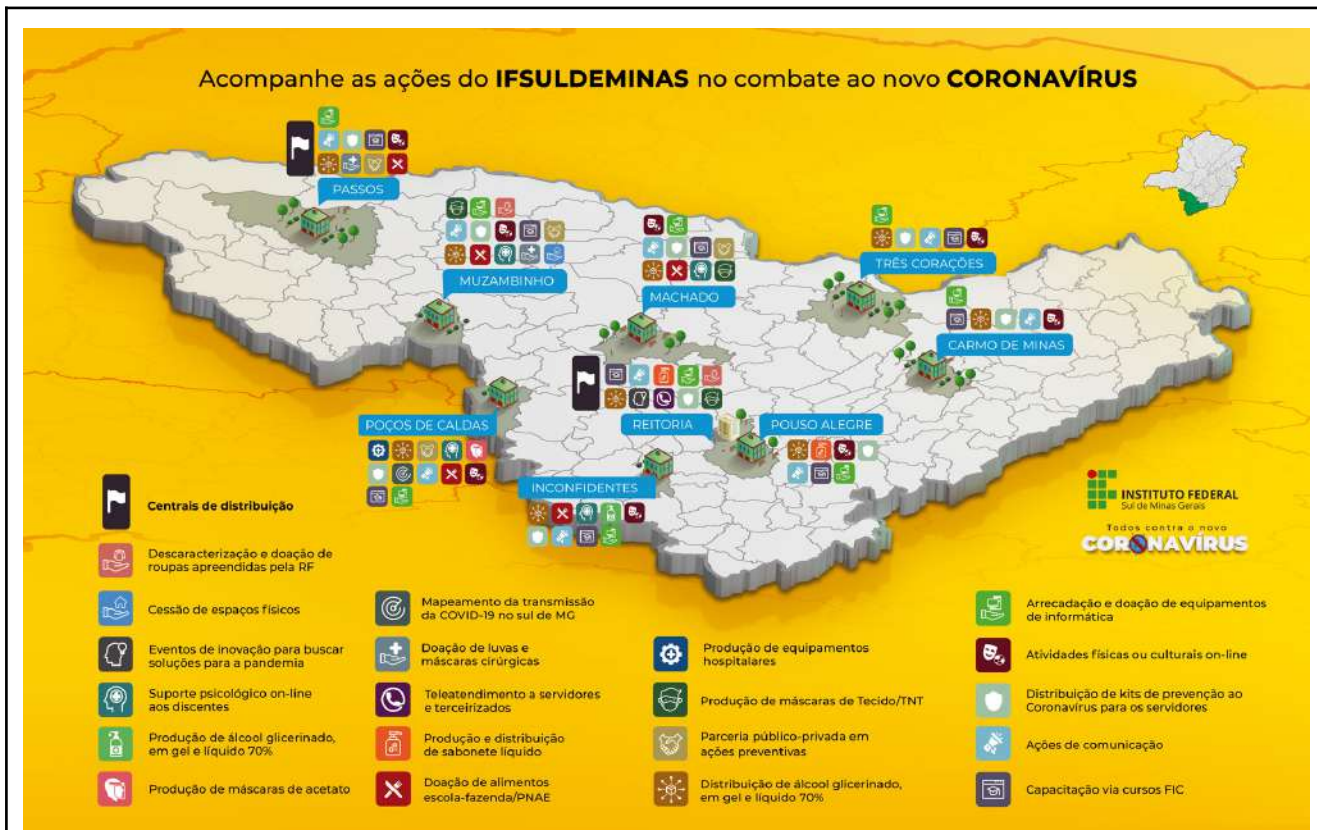 Acompanhe as ações do IFSULDEMINAS no combate ao novo CORONAVÍRUS
PASSOS
MUZAMBINHO
MACHADO
TRÊS CORAÇÕES
CARMO DE MINAS
POÇOS DE CALDAS
REITORIA
POUSO ALEGRE
INCONFIDENTES
INSTITUTO FEDERAL
Sul de Minas Gerais
Todos contra o novo
CORONAVÍRUS
Centrais de distribuição
Descaracterização e doação de
roupas apreendidas pela RF
Cessão de espaços físicos
Eventos de inovação para buscar
soluções para a pandemia
Suporte psicológico on-line
aos discentes
Produção de álcool glicerinado,
em gel e líquido 70%
Produção de máscaras de acetato
Mapeamento da transmissão
da COVID-19 no sul de MG
Doação de luvas e
máscaras cirúrgicas
Teleatendimento a servidores
e terceirizados
Produção e distribuição
de sabonete líquido
Doação de alimentos
escola-fazenda/PNAE
Produção de equipamentos
hospitalares
Produção de máscaras de Tecido/TNT
Parceria público-privada em
ações preventivas
Distribuição de álcool glicerinado,
em gel e líquido 70%
Arrecadação e doação de equipamentos
de informática
Atividades físicas ou culturais on-line
Distribuição de kits de prevenção ao
Coronavírus para os servidores
Ações de comunicação
Capacitação via cursos FIC